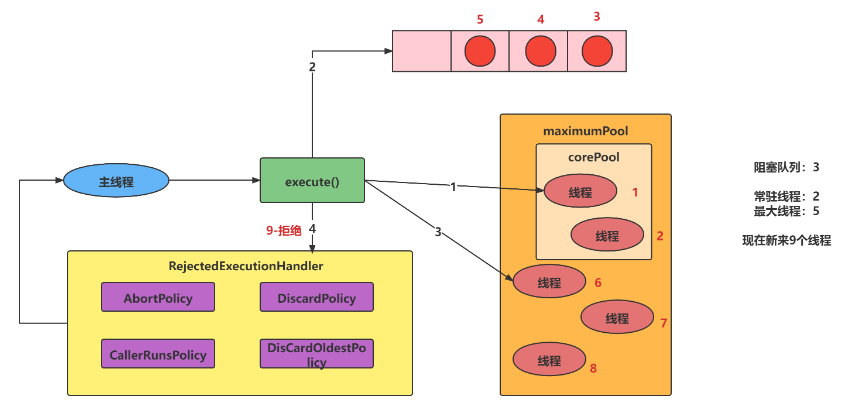 5
4
3
2
maximumPool
corePool
主线程
execute()
1
线程
1
阻塞队列：3
常驻线程：2
最大线程：5
现在新来9个线程
9-拒绝
4
3
线程
2
RejectedExecutionHandler
线程
6
AbortPolicy
DiscardPolicy
线程
7
CallerRunsPolicy
DisCardOldestPo
licy
线程
8